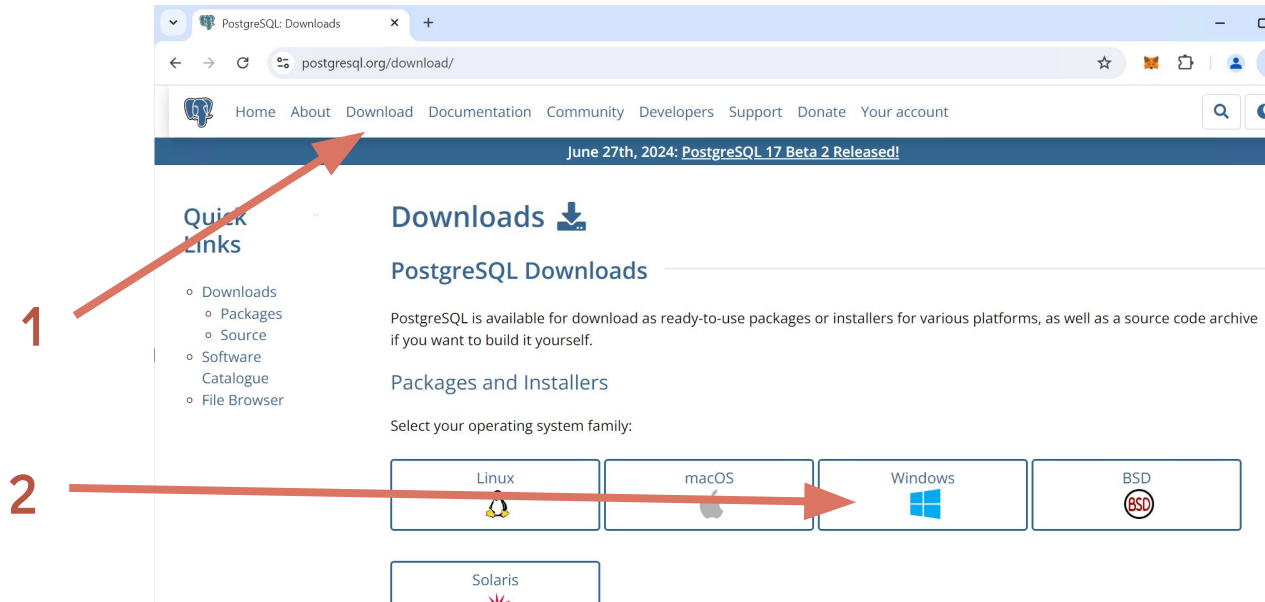 PostgreSQL: Downloads
postgresql.org/download/
Home About Download Documentation Community Developers Support Donate Your account
June 27th, 2024: PostgreSQL 17 Beta 2 Released!
Quick
Links
Downloads
Packages
Source
Software
Catalogue
File Browser
Downloads
PostgreSQL Downloads
PostgreSQL is available for download as ready-to-use packages or installers for various platforms, as well as a source code archive
if you want to build it yourself.
Packages and Installers
Select your operating system family:
Linux macOS Windows BSD
BSD
Solaris
1
2